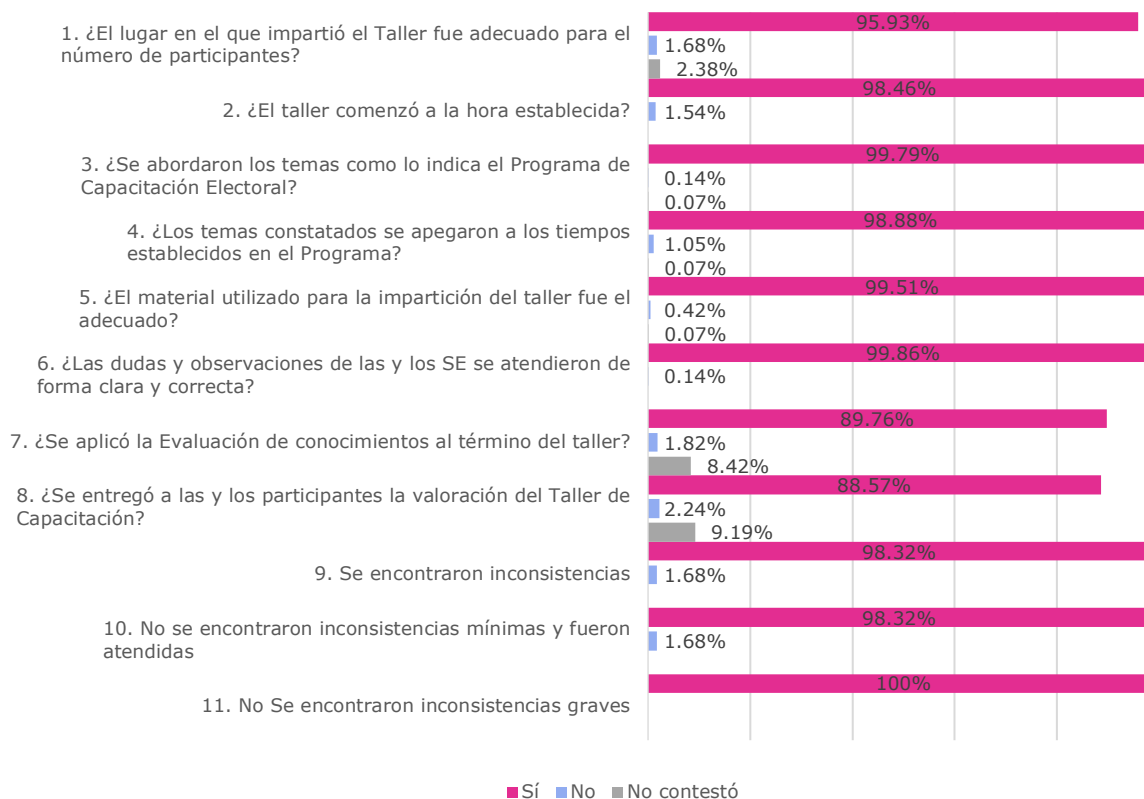 95.93%
1. ¿El lugar en el que impartió el Taller fue adecuado para el
número de participantes?
1.68%
2.38%
98.46%
2. ¿El taller comenzó a la hora establecida?
1.54%
99.79%
3. ¿Se abordaron los temas como lo indica el Programa de
Capacitación Electoral?
0.14%
0.07%
98.88%
4. ¿Los temas constatados se apegaron a los tiempos
establecidos en el Programa?
1.05%
0.07%
99.51%
5. ¿El material utilizado para la impartición del taller fue el
adecuado?
0.42%
0.07%
99.86%
6. ¿Las dudas y observaciones de las y los SE se atendieron de
forma clara y correcta?
0.14%
89.76%
7. ¿Se aplicó la Evaluación de conocimientos al término del taller?
1.82%
8.42%
88.57%
8. ¿Se entregó a las y los participantes la valoración del Taller de
Capacitación?
2.24%
9.19%
98.32%
9. Se encontraron inconsistencias
1.68%
98.32%
10. No se encontraron inconsistencias mínimas y fueron
atendidas
1.68%
100%
11. No Se encontraron inconsistencias graves
Sí No No contestó